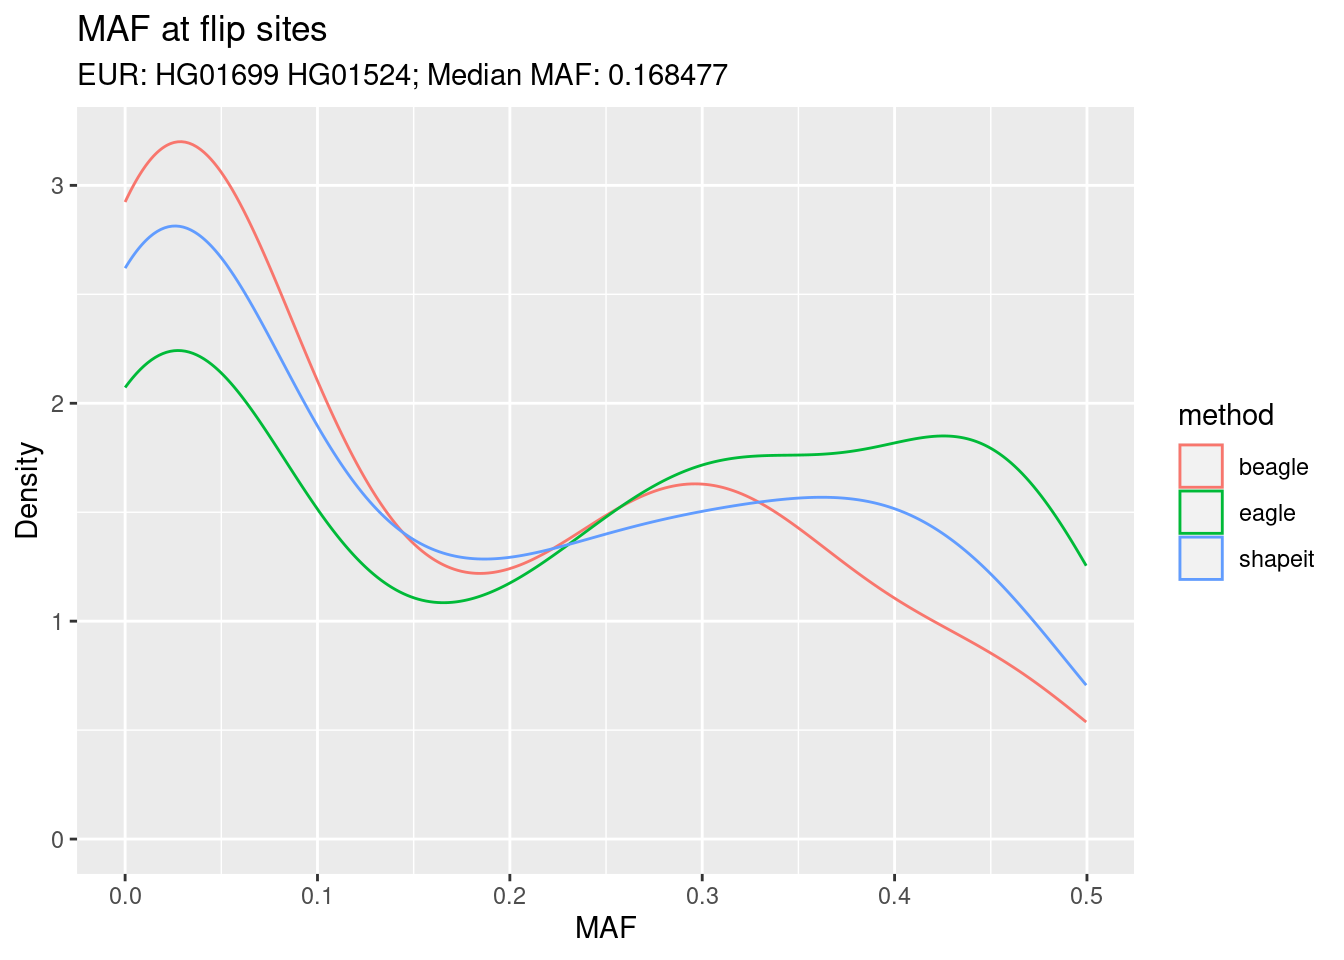 MAF at flip sites
EUR: HG01699 HG01524; Median MAF: 0.168477
Density
3
2
1
0
0.0 0.1 0.2 0.3 0.4 0.5
MAF
method
beagle
eagle
shapeit